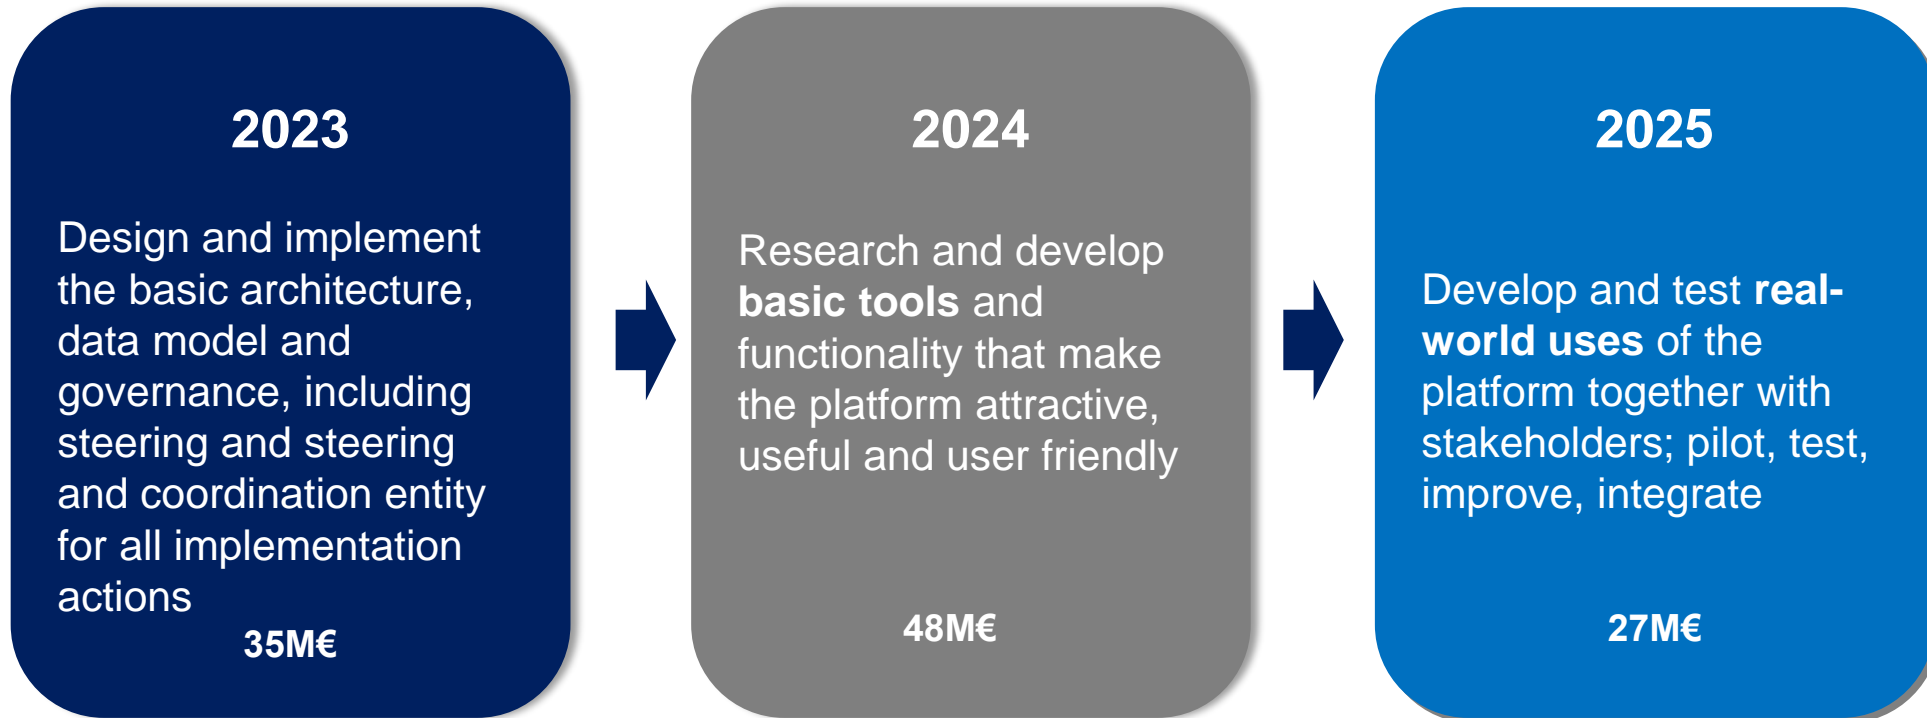 2023
Design and implement
the basic architecture,
data model and
governance, including
steering and steering
and coordination entity
for all implementation
actions
35M€
2024
Research and develop
basic tools and
functionality that make
the platform attractive,
useful and user friendly
48M€
2025
Develop and test real-
world uses of the
platform together with
stakeholders; pilot, test,
improve, integrate
27M€